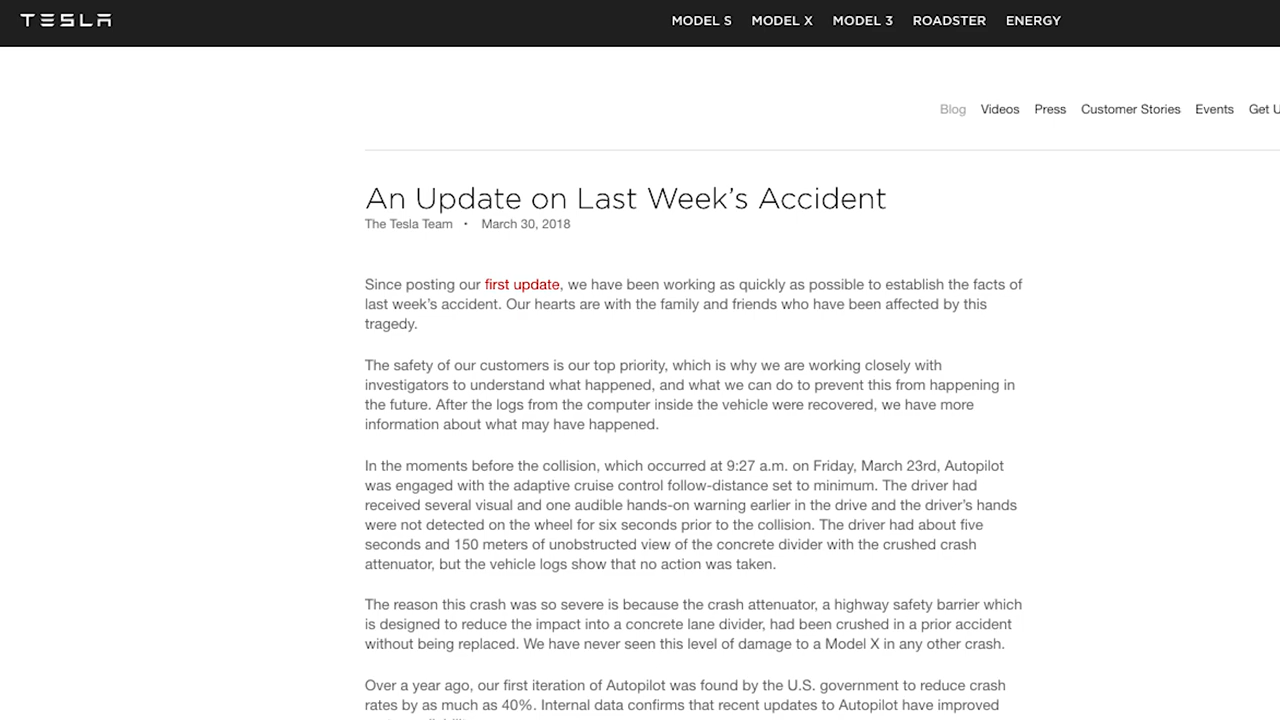 TESLA
MODEL S MODEL X MODEL 3 ROADSTER ENERGY
Blog Videos Press Customer Stories Events Get U
An Update on Last Week's Accident
The Tesla Team • March 30, 2018
Since posting our first update, we have been working as quickly as possible to establish the facts of
last week's accident. Our hearts are with the family and friends who have been affected by this
tragedy.
The safety of our customers is our top priority, which is why we are working closely with
investigators to understand what happened, and what we can do to prevent this from happening in
the future. After the logs from the computer inside the vehicle were recovered, we have more
information about what may have happened.
In the moments before the collision, which occurred at 9:27 a.m. on Friday, March 23rd, Autopilot
was engaged with the adaptive cruise control follow-distance set to minimum. The driver had
received several visual and one audible hands-on warning earlier in the drive and the driver's hands
were not detected on the wheel for six seconds prior to the collision. The driver had about five
seconds and 150 meters of unobstructed view of the concrete divider with the crushed crash
attenuator, but the vehicle logs show that no action was taken.
The reason this crash was so severe is because the crash attenuator, a highway safety barrier which
is designed to reduce the impact into a concrete lane divider, had been crushed in a prior accident
without being replaced. We have never seen this level of damage to a Model X in any other crash.
Over a year ago, our first iteration of Autopilot was found by the U.S. government to reduce crash
rates by as much as 40%. Internal data confirms that recent updates to Autopilot have improved